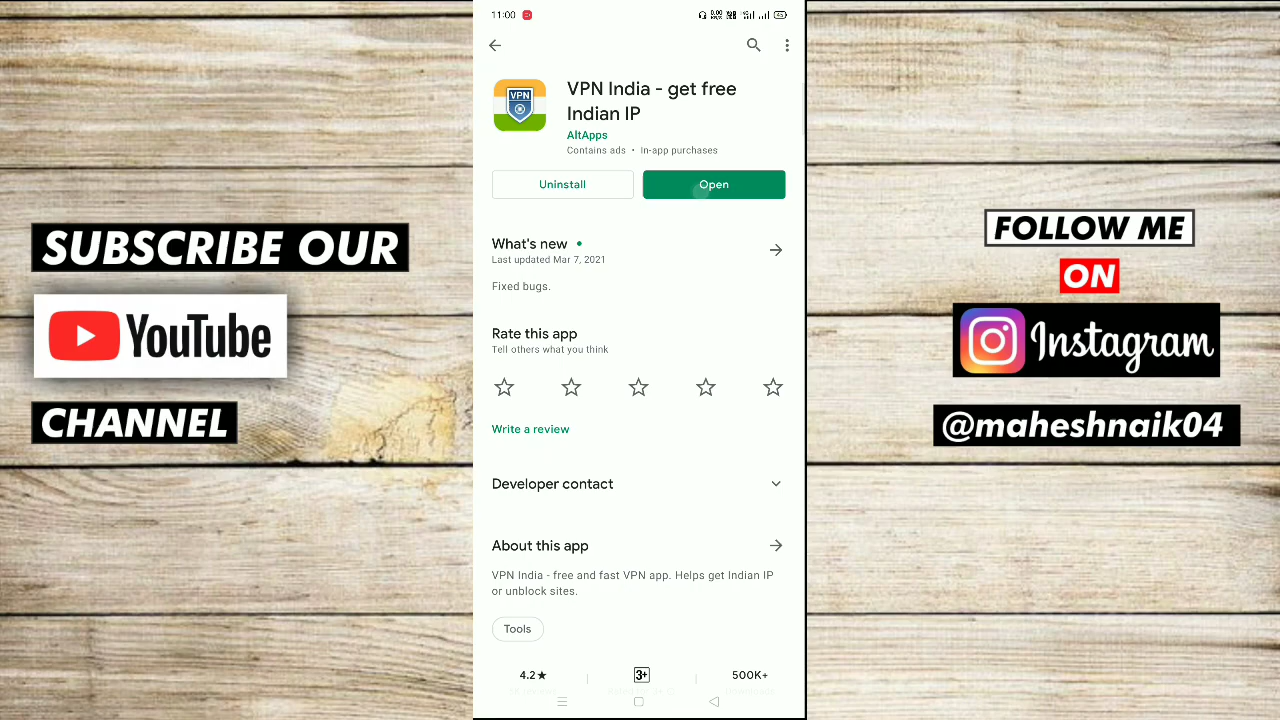 SUBSCRIBE OUR
YouTube
CHANNEL
11:00
VPN
VPN India - get free
Indian IP
AltApps
Contains ads • In-app purchases
Uninstall
Open
What's new
Last updated Mar 7, 2021
Fixed bugs.
Rate this app
Tell others what you think
Write a review
Developer contact
About this app
VPN India - free and fast VPN app. Helps get Indian IP
or unblock sites.
Tools
4.2★
3+
500K+
FOLLOW ME
ON
Instagram
@maheshnaik04